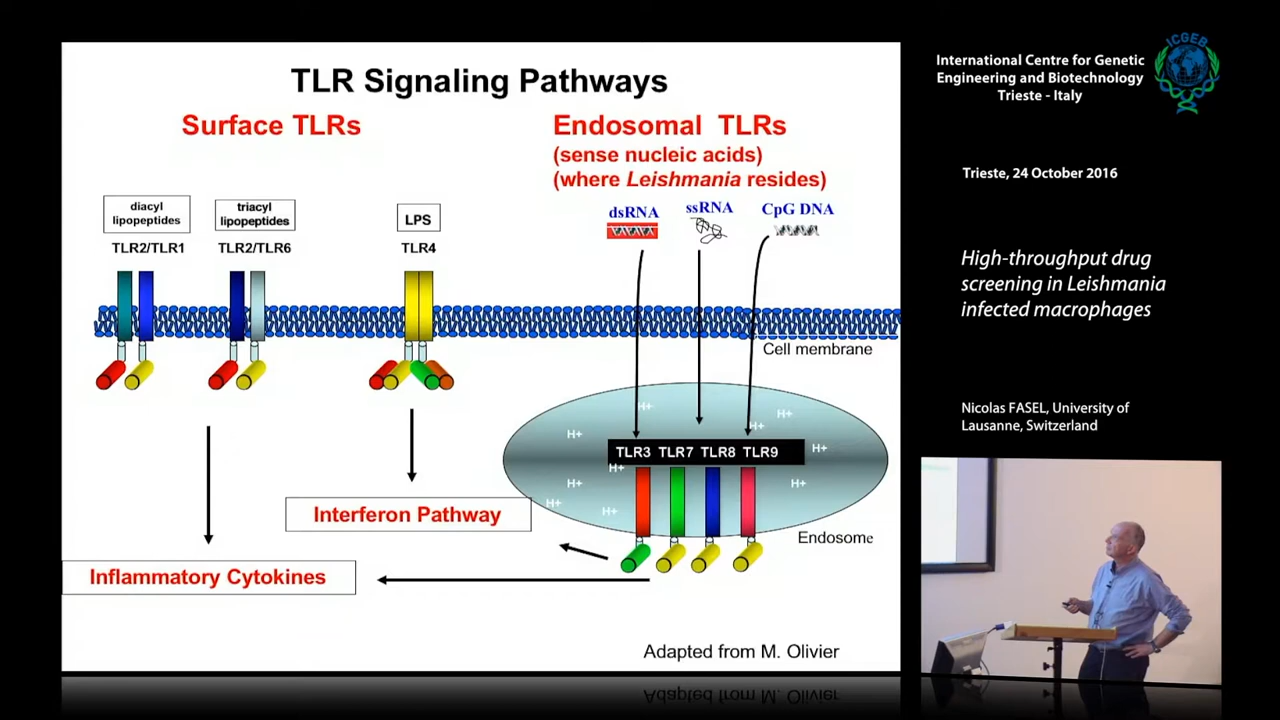 TLR Signaling Pathways
Surface TLRs
Endosomal TLRs
(sense nucleic acids)
(where Leishmania resides)
diacyl
lipopeptides
triacyl
lipopeptides
LPS
dsRNA
ssRNA
CpG DNA
TLR2/TLR1
TLR2/TLR6
TLR4
Cell membrane
H+
H+
H+
H+
TLR3 TLR7 TLR8 TLR9
H+
H+
H+
H+
H+
H+
Interferon Pathway
Endosome
Inflammatory Cytokines
Adapted from M. Olivier
International Centre for Genetic
Engineering and Biotechnology
Trieste - Italy
ICGEB
Trieste, 24 October 2016
High-throughput drug
screening in Leishmania
infected macrophages
Nicolas FASEL, University of
Lausanne, Switzerland